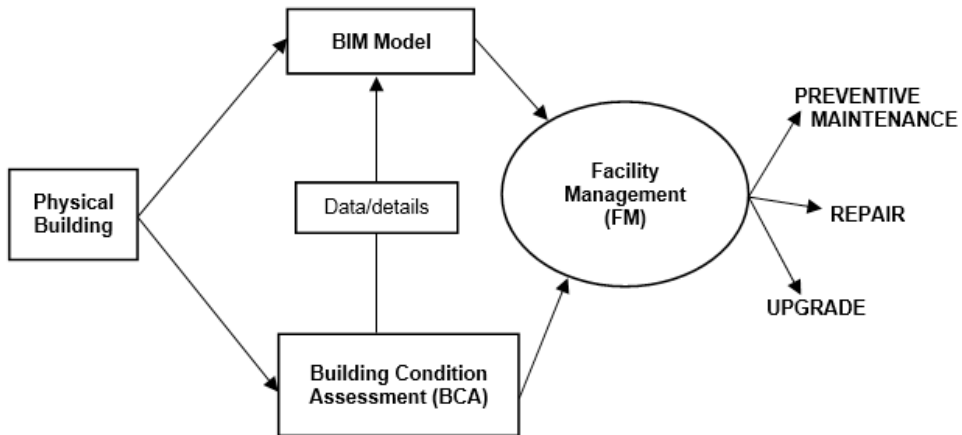 BIM Model
Physical
Building
Data/details
Building Condition
Assessment (BCA)
Facility
Management
(FM)
PREVENTIVE
MAINTENANCE
REPAIR
UPGRADE